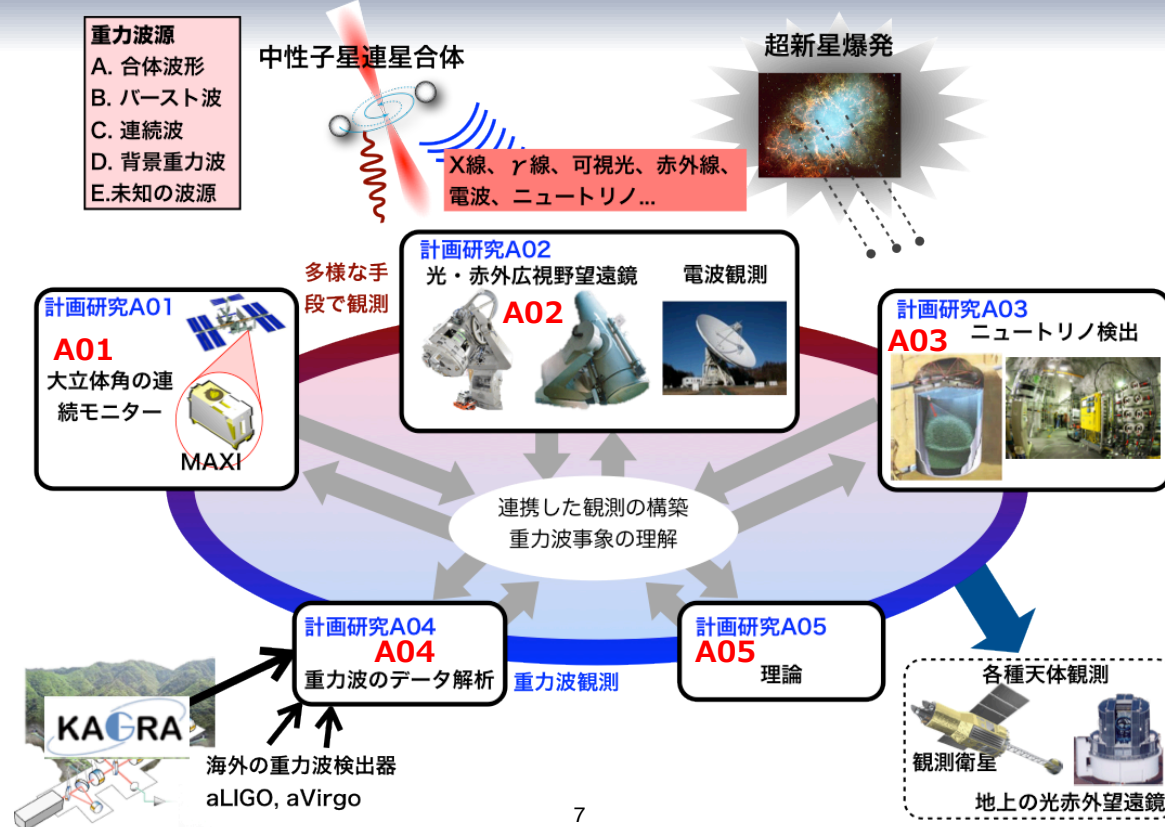 重力波源
A. 合体波形
B. バースト波
C. 連続波
D. 背景重力波
E.未知の波源
中性子星連星合体
超新星爆発
X線、γ線、可視光、赤外線、
電波、ニュートリノ...
多様な手
段で観測
計画研究A01
A01
大立体角の連
続モニター
MAXI
計画研究A02
光・赤外広視野望遠鏡
A02
電波観測
計画研究A03
A03
ニュートリノ検出
連携した観測の構築
重力波事象の理解
計画研究A04
A04
重力波のデータ解析
重力波観測
計画研究A05
A05
理論
KAGRA
海外の重力波検出器
aLIGO, aVirgo
各種天体観測
観測衛星
地上の光赤外望遠鏡
7